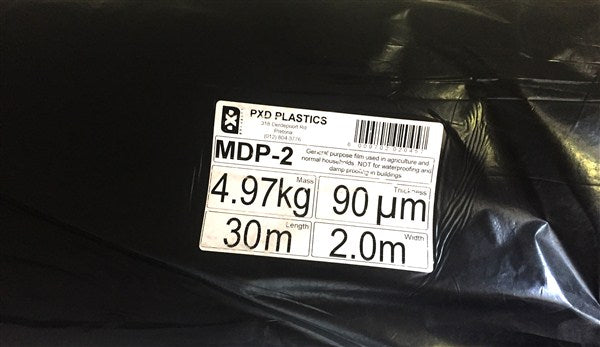 PXD PLASTICS
318 Derdepoort Rd
Pretoria
(012) 804 3776
MDP-2
General purpose film used in agriculture and
normal households. NOT for waterproofing and
damp proofing in buildings
Mass
4.97kg
Thickness
90 µm
Length
30m
Width
2.0m